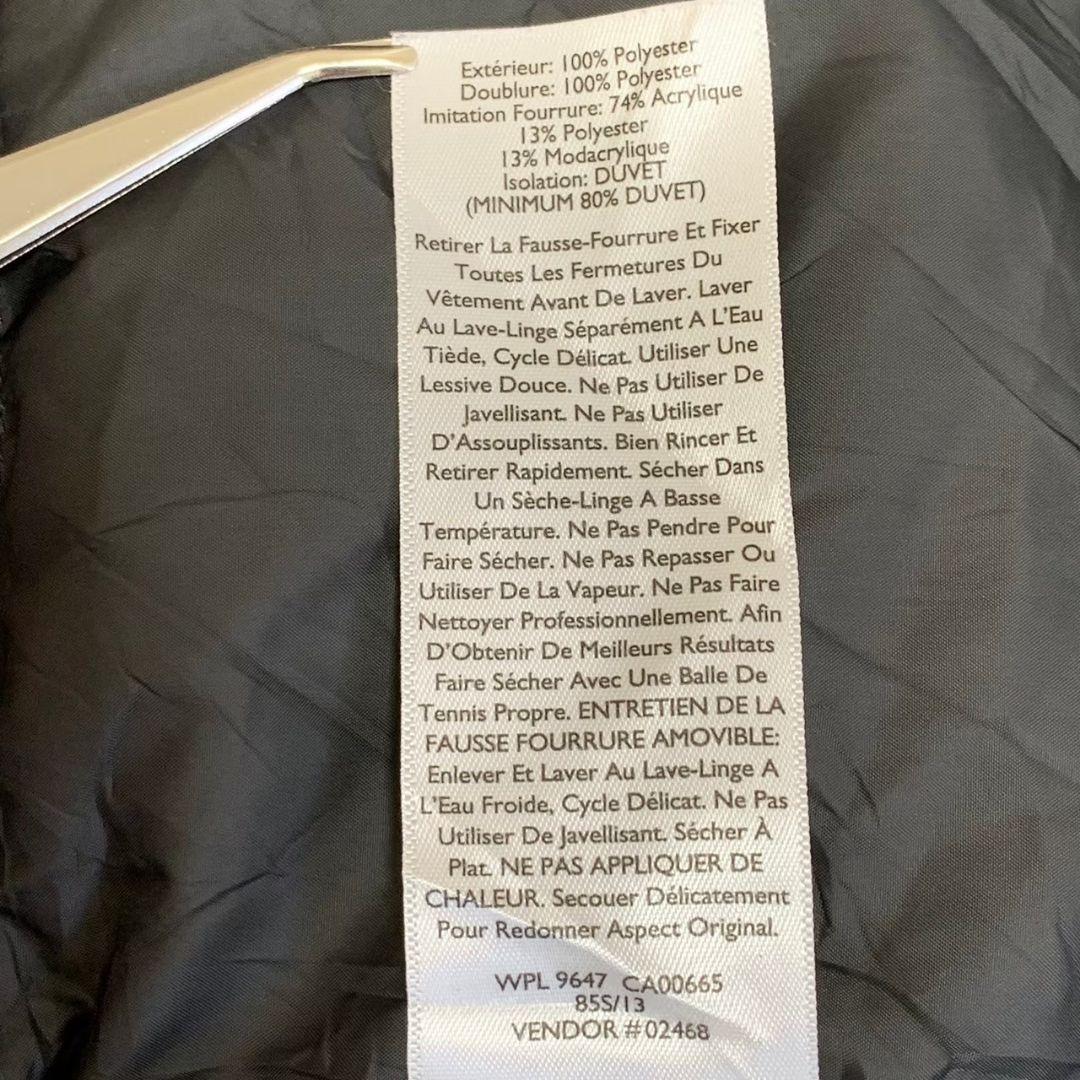 Extérieur: 100% Polyester
Doublure: 100% Polyester
Imitation Fourrure: 74% Acrylique
13% Polyester
13% Modacrylique
Isolation: DUVET
(MINIMUM 80% DUVET)
Retirer La Fausse-Fourrure Et Fixer
Toutes Les Fermetures Du
Vêtement Avant De Laver. Laver
Au Lave-Linge Séparément A L'Eau
Tiède, Cycle Délicat. Utiliser Une
Lessive Douce. Ne Pas Utiliser De
Javellisant. Ne Pas Utiliser
D'Assouplissants. Bien Rincer Et
Retirer Rapidement. Sécher Dans
Un Sèche-Linge A Basse
Température. Ne Pas Pendre Pour
Faire Sécher. Ne Pas Repasser Ou
Utiliser De La Vapeur. Ne Pas Faire
Nettoyer Professionnellement. Afin
D'Obtenir De Meilleurs Résultats
Faire Sécher Avec Une Balle De
Tennis Propre. ENTRETIEN DE LA
FAUSSE FOURRURE AMOVIBLE:
Enlever Et Laver Au Lave-Linge A
L'Eau Froide, Cycle Délicat. Ne Pas
Utiliser De Javellisant. Sécher À
Plat. NE PAS APPLIQUER DE
CHALEUR. Secouer Délicatement
Pour Redonner Aspect Original.
WPL 9647 CA00665
85S/13
VENDOR #02468